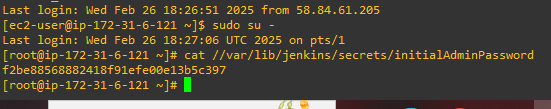 Last login: Wed Feb 26 18:26:51 2025 from 58.84.61.205
[ec2-user@ip-172-31-6-121 ~]$ sudo su -
Last login: Wed Feb 26 18:27:06 UTC 2025 on pts/1
[root@ip-172-31-6-121 ~]# cat //var/lib/jenkins/secrets/initialAdminPassword
f2be88568882418f91efe00e13b5c397
[root@ip-172-31-6-121 ~]#